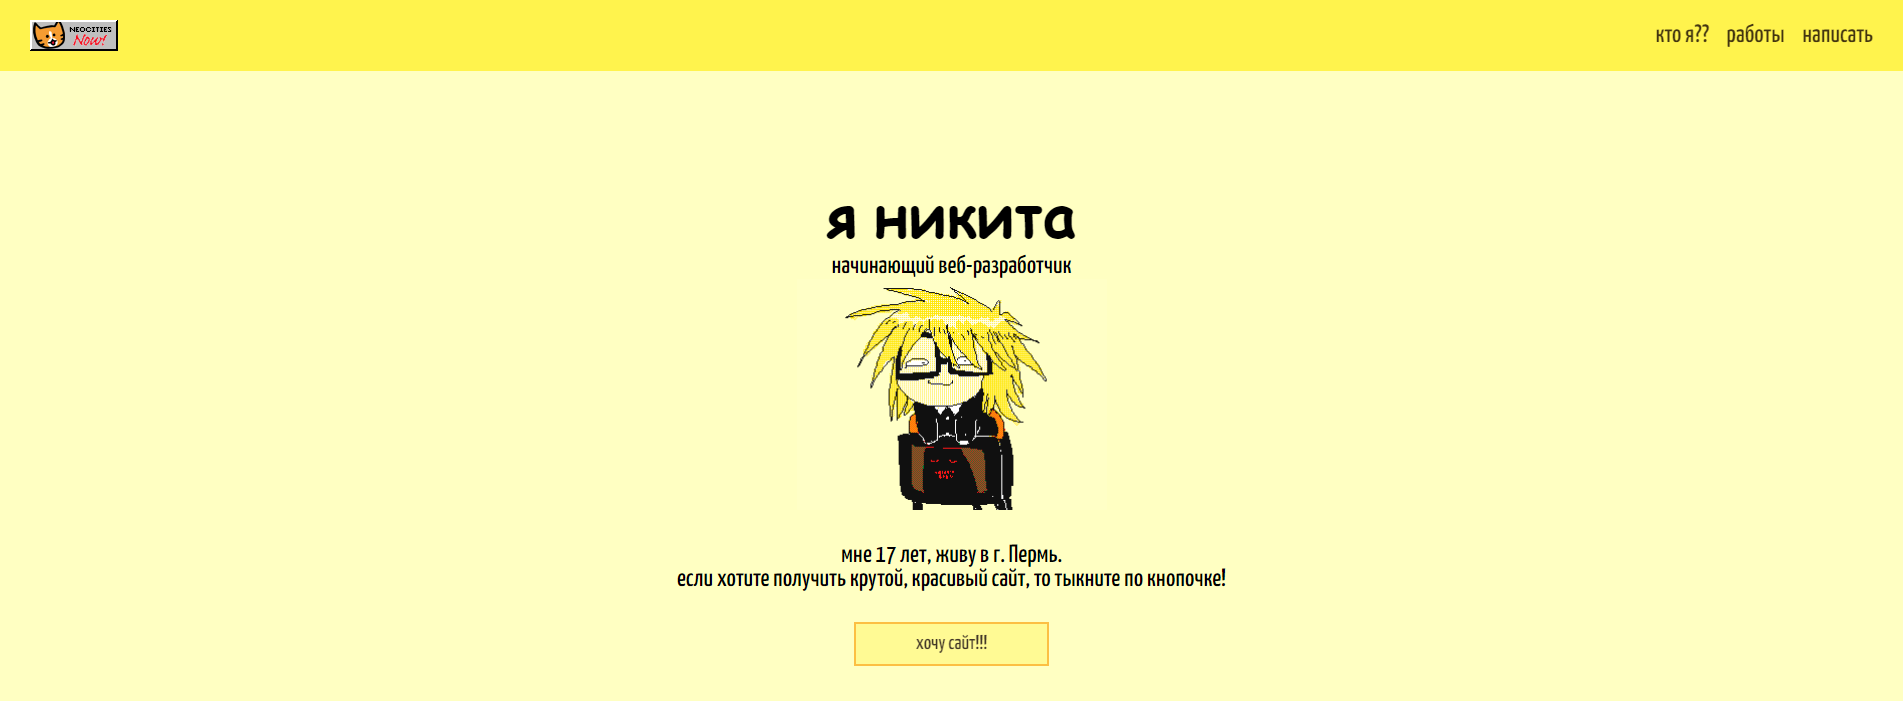 NEOCITIES
Now!
кто я?? работы написать
я никита
начинающий веб-разработчик
мне 17 лет, живу в г. Пермь.
если хотите получить крутой, красивый сайт, то тыкните по кнопочке!
хочу сайт!!!